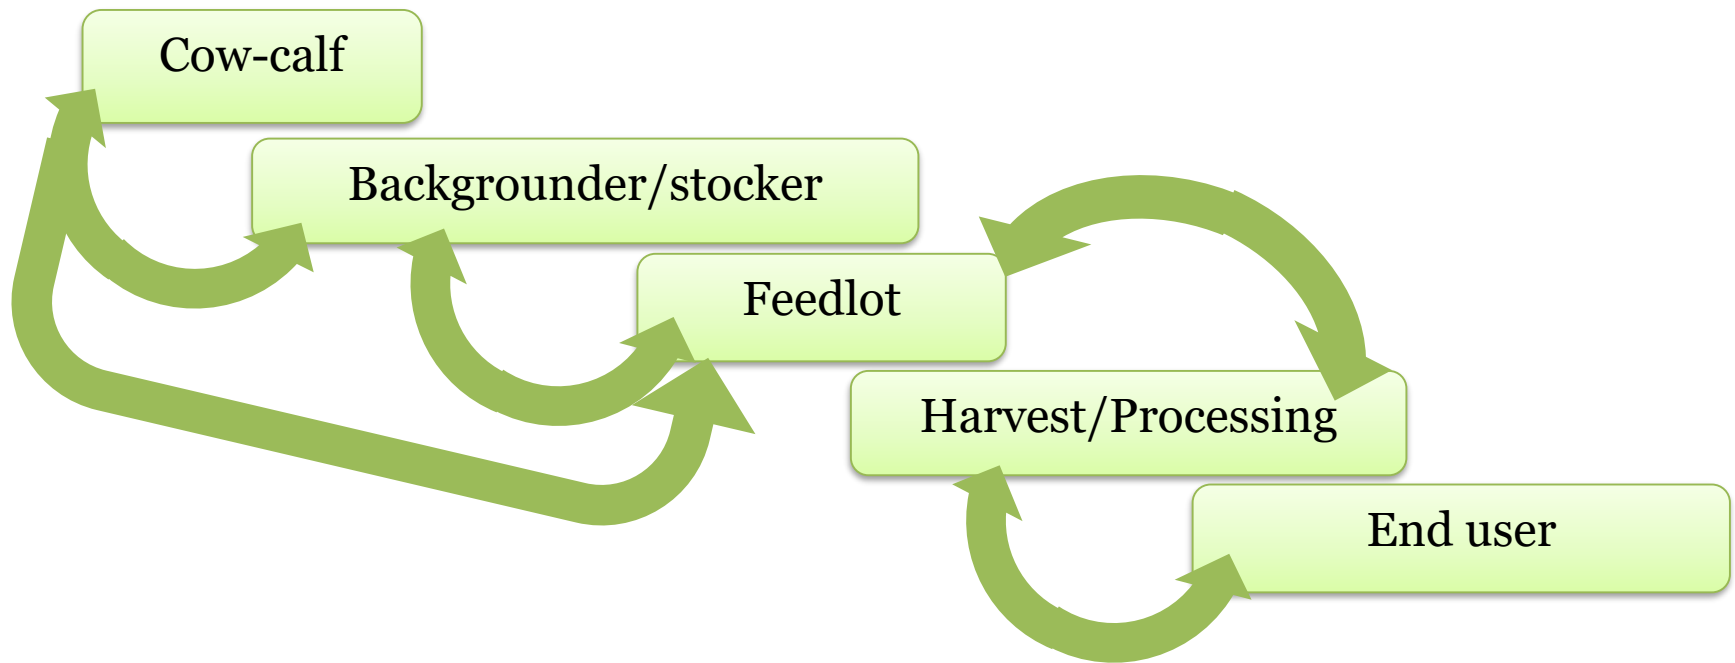 Cow-calf
Backgrounder/stocker
Feedlot
Harvest/Processing
End user